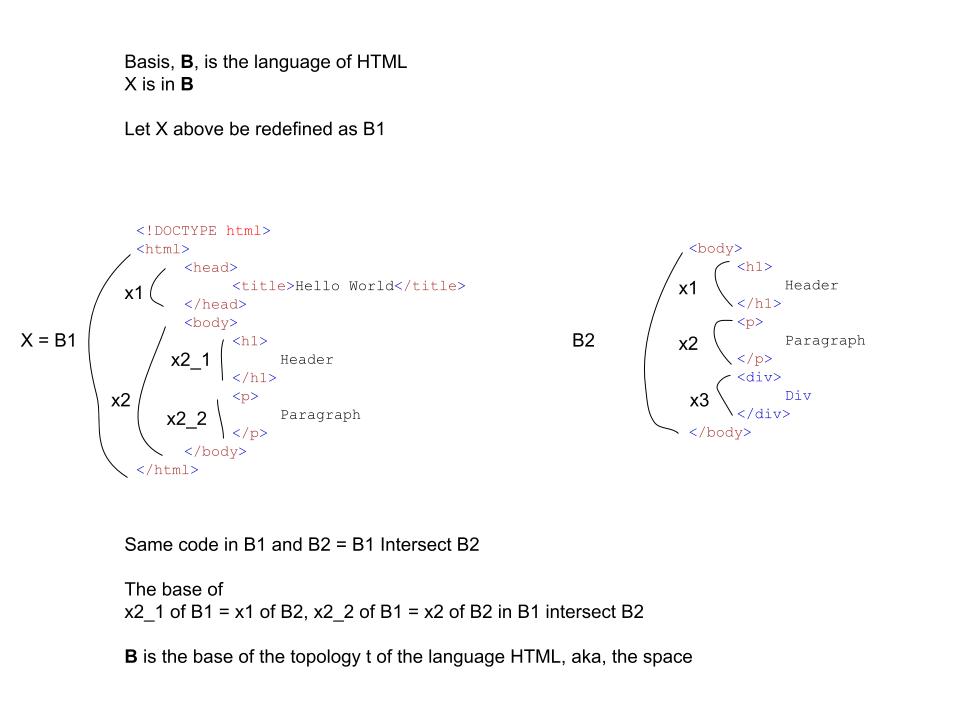 Basis, B, is the language of HTML
X is in B
Let X above be redefined as B1
<!DOCTYPE html>
<html>
<head>
x1
<title>Hello World</title>
</head>
<body>
X = B1
<h1>
x2_1
Header
</h1>
x2
<p>
x2_2
Paragraph
</p>
</body>
</html>
B2
<body>
<h1>
x1
Header
</h1>
<p>
x2
Paragraph
</p>
<div>
x3
Div
</div>
</body>
Same code in B1 and B2 = B1 Intersect B2
The base of
x2_1 of B1 = x1 of B2, x2_2 of B1 = x2 of B2 in B1 intersect B2
B is the base of the topology t of the language HTML, aka, the space